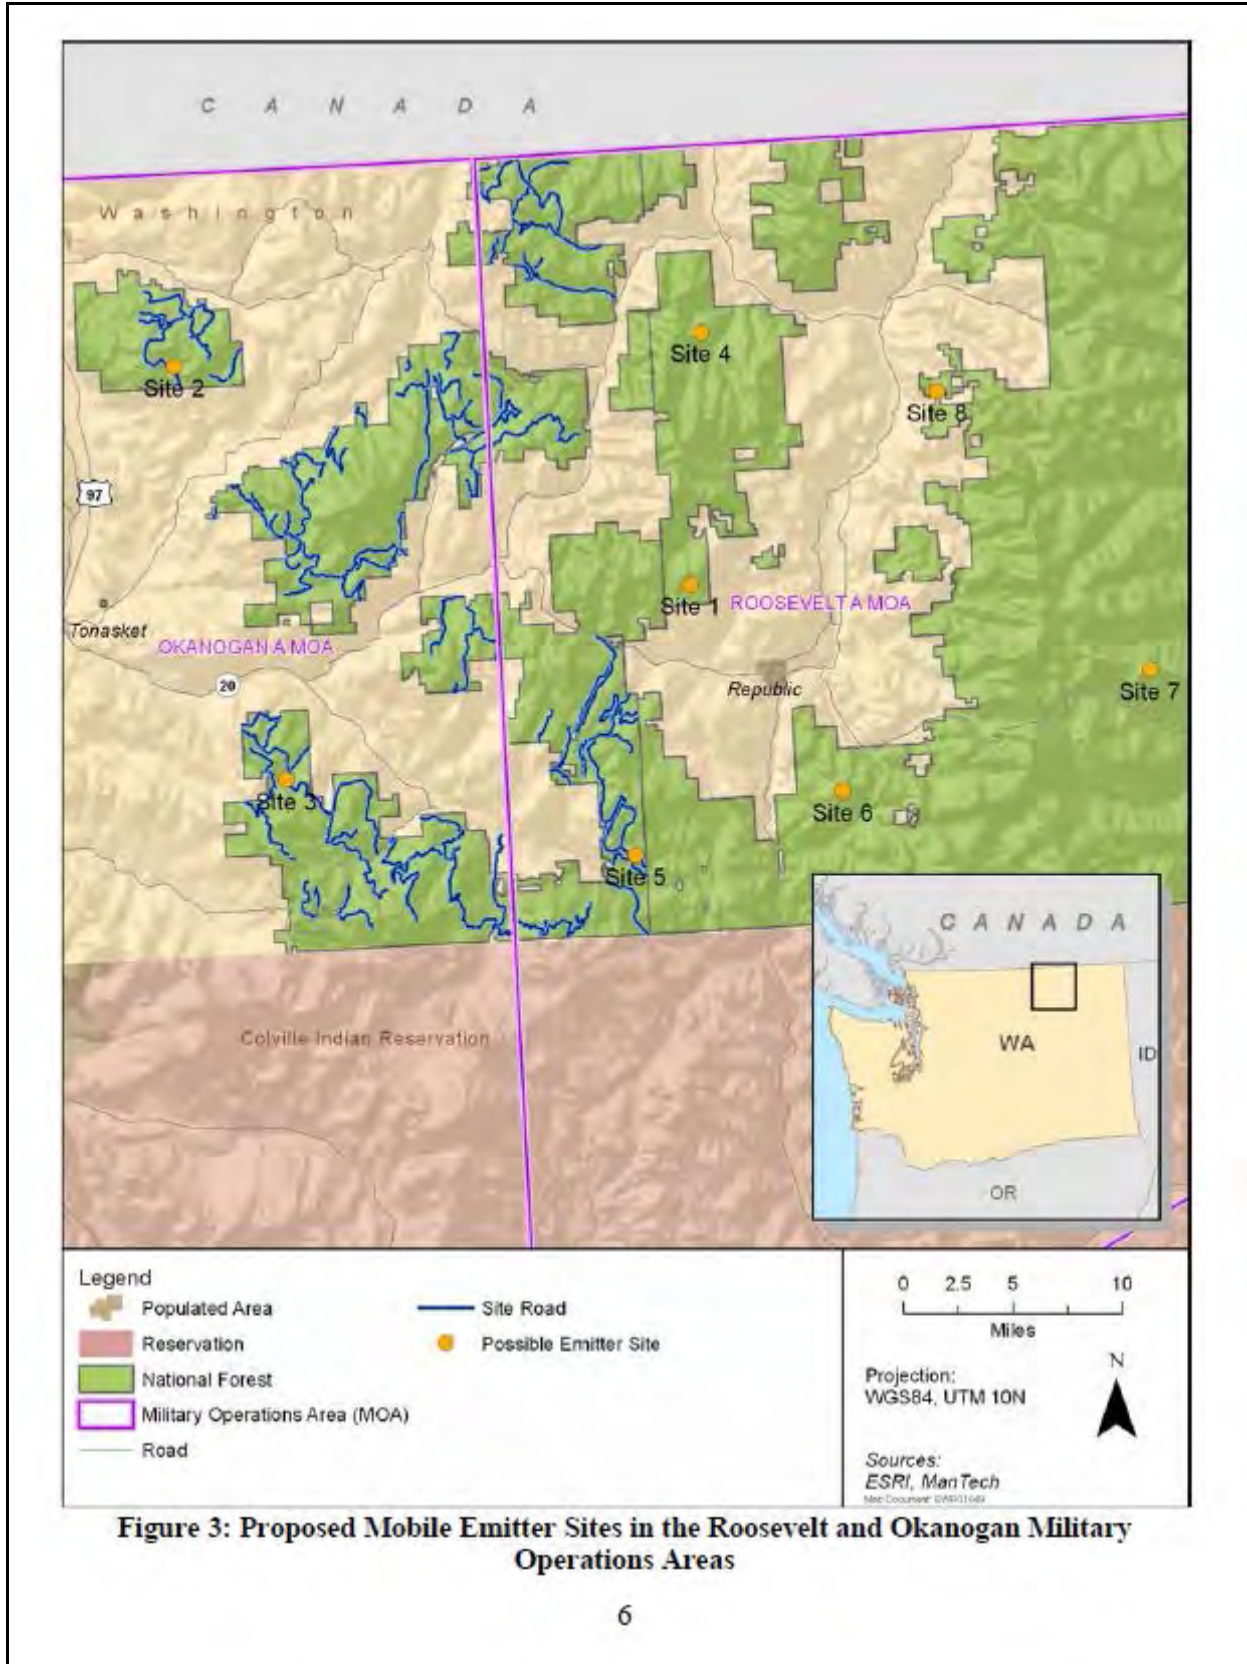 C A N A D A
Washington
Site 4
Site 2
Site 8
97
Site 1
ROOSEVELT A MOA
Tonasket
OKANOGAN A MOA
20
Republic
Site 7
Site 3
Site 6
Site 5
C A N A D A
WA
ID
OR
Colville Indian Reservation
Legend
Populated Area
Reservation
National Forest
Military Operations Area (MOA)
Road
Site Road
Possible Emitter Site
0 2.5 5 10
Miles
N
Projection:
WGS84, UTM 10N
Sources:
ESRI, ManTech
Figure 3: Proposed Mobile Emitter Sites in the Roosevelt and Okanogan Military
Operations Areas
6